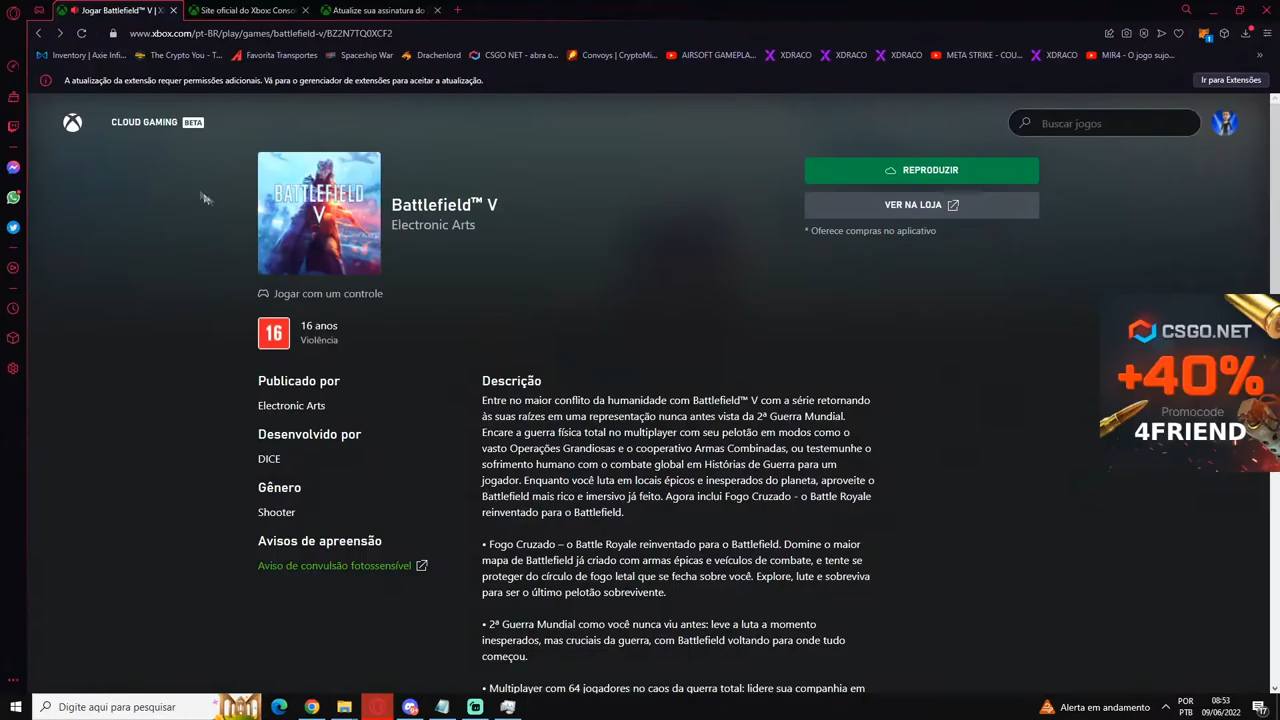 Jogar Battlefield™ V | X
Site oficial do Xbox: Conso
Atualize sua assinatura do
www.xbox.com/pt-BR/play/games/battlefield-v/BZ2N7TQ0XCF2
Inventory | Axie Infi...
The Crypto You - T...
Favorita Transportes
Spaceship War
Drachenlord
CSGO NET - abra o...
Convoys | CryptoMi...
AIRSOFT GAMEPLA...
XDRACO
XDRACO
XDRACO
META STRIKE - COU...
XDRACO
MIR4 - O jogo sujo...
A atualização da extensão requer permissões adicionais. Vá para o gerenciador de extensões para aceitar a atualização.
Ir para Extensões
CLOUD GAMING BETA
Buscar jogos
BATTLEFIELD
V
Battlefield™ V
Electronic Arts
REPRODUZIR
VER NA LOJA
* Oferece compras no aplicativo
Jogar com um controle
16
16 anos
Violência
Publicado por
Electronic Arts
Desenvolvido por
DICE
Gênero
Shooter
Avisos de apreensão
Aviso de convulsão fotossensível
Descrição
Entre no maior conflito da humanidade com Battlefield™ V com a série retornando
às suas raízes em uma representação nunca antes vista da 2ª Guerra Mundial.
Encare a guerra física total no multiplayer com seu pelotão em modos como o
vasto Operações Grandiosas e o cooperativo Armas Combinadas, ou testemunhe o
sofrimento humano com o combate global em Histórias de Guerra para um
jogador. Enquanto você luta em locais épicos e inesperados do planeta, aproveite o
Battlefield mais rico e imersivo já feito. Agora inclui Fogo Cruzado - o Battle Royale
reinventado para o Battlefield.
• Fogo Cruzado – o Battle Royale reinventado para o Battlefield. Domine o maior
mapa de Battlefield já criado com armas épicas e veículos de combate, e tente se
proteger do círculo de fogo letal que se fecha sobre você. Explore, lute e sobreviva
para ser o último pelotão sobrevivente.
• 2ª Guerra Mundial como você nunca viu antes: leve a luta a momento
inesperados, mas cruciais da guerra, com Battlefield voltando para onde tudo
começou.
• Multiplayer com 64 jogadores no caos da guerra total: lidere sua companhia em
CSGO.NET
+40%
Promocode
4FRIEND
Digite aqui para pesquisar
Alerta em andamento
POR
PTB
08:53
09/06/2022
17